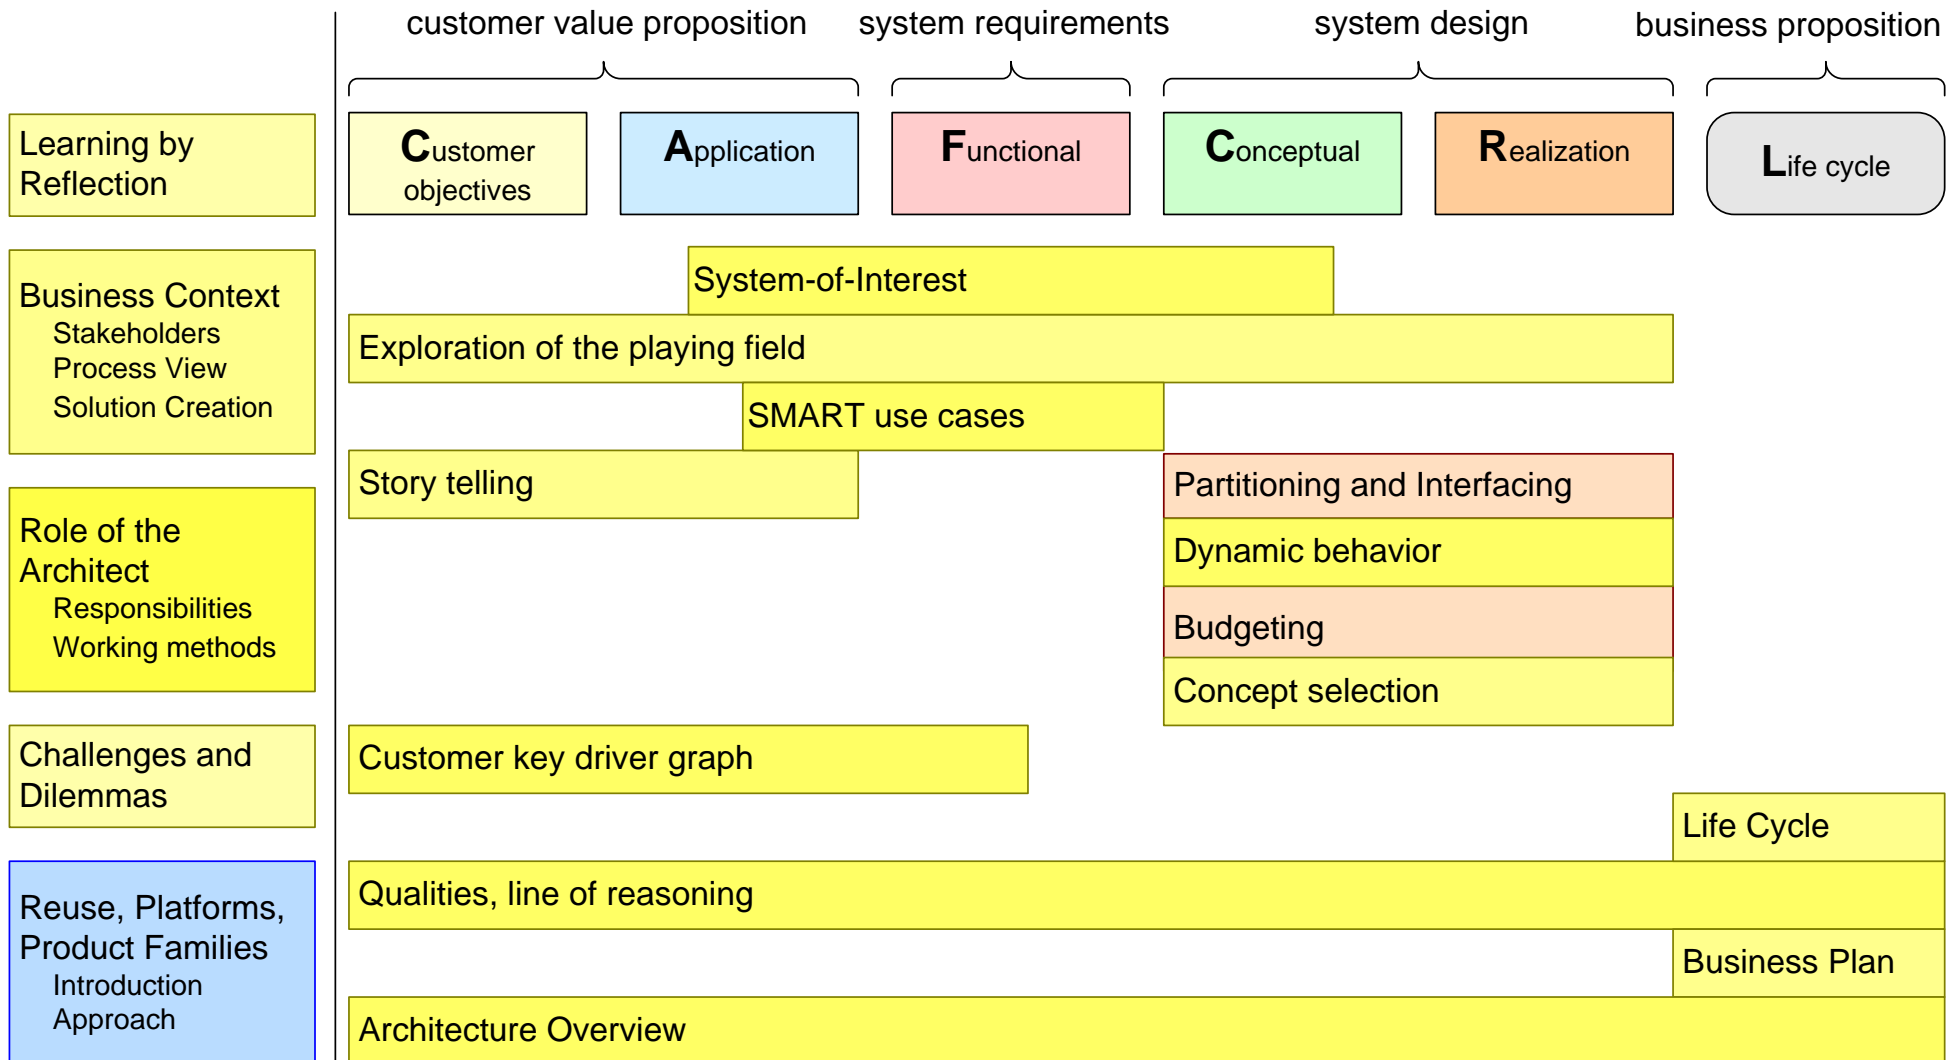 customer value proposition
system requirements
system design
business proposition
Learning by
Reflection
Customer
objectives
Application
Functional
Conceptual
Realization
Life cycle
Business Context
Stakeholders
Process View
Solution Creation
System-of-Interest
Exploration of the playing field
SMART use cases
Story telling
Partitioning and Interfacing
Role of the
Architect
Responsibilities
Working methods
Dynamic behavior
Budgeting
Concept selection
Challenges and
Dilemmas
Customer key driver graph
Life Cycle
Reuse, Platforms,
Product Families
Introduction
Approach
Qualities, line of reasoning
Business Plan
Architecture Overview